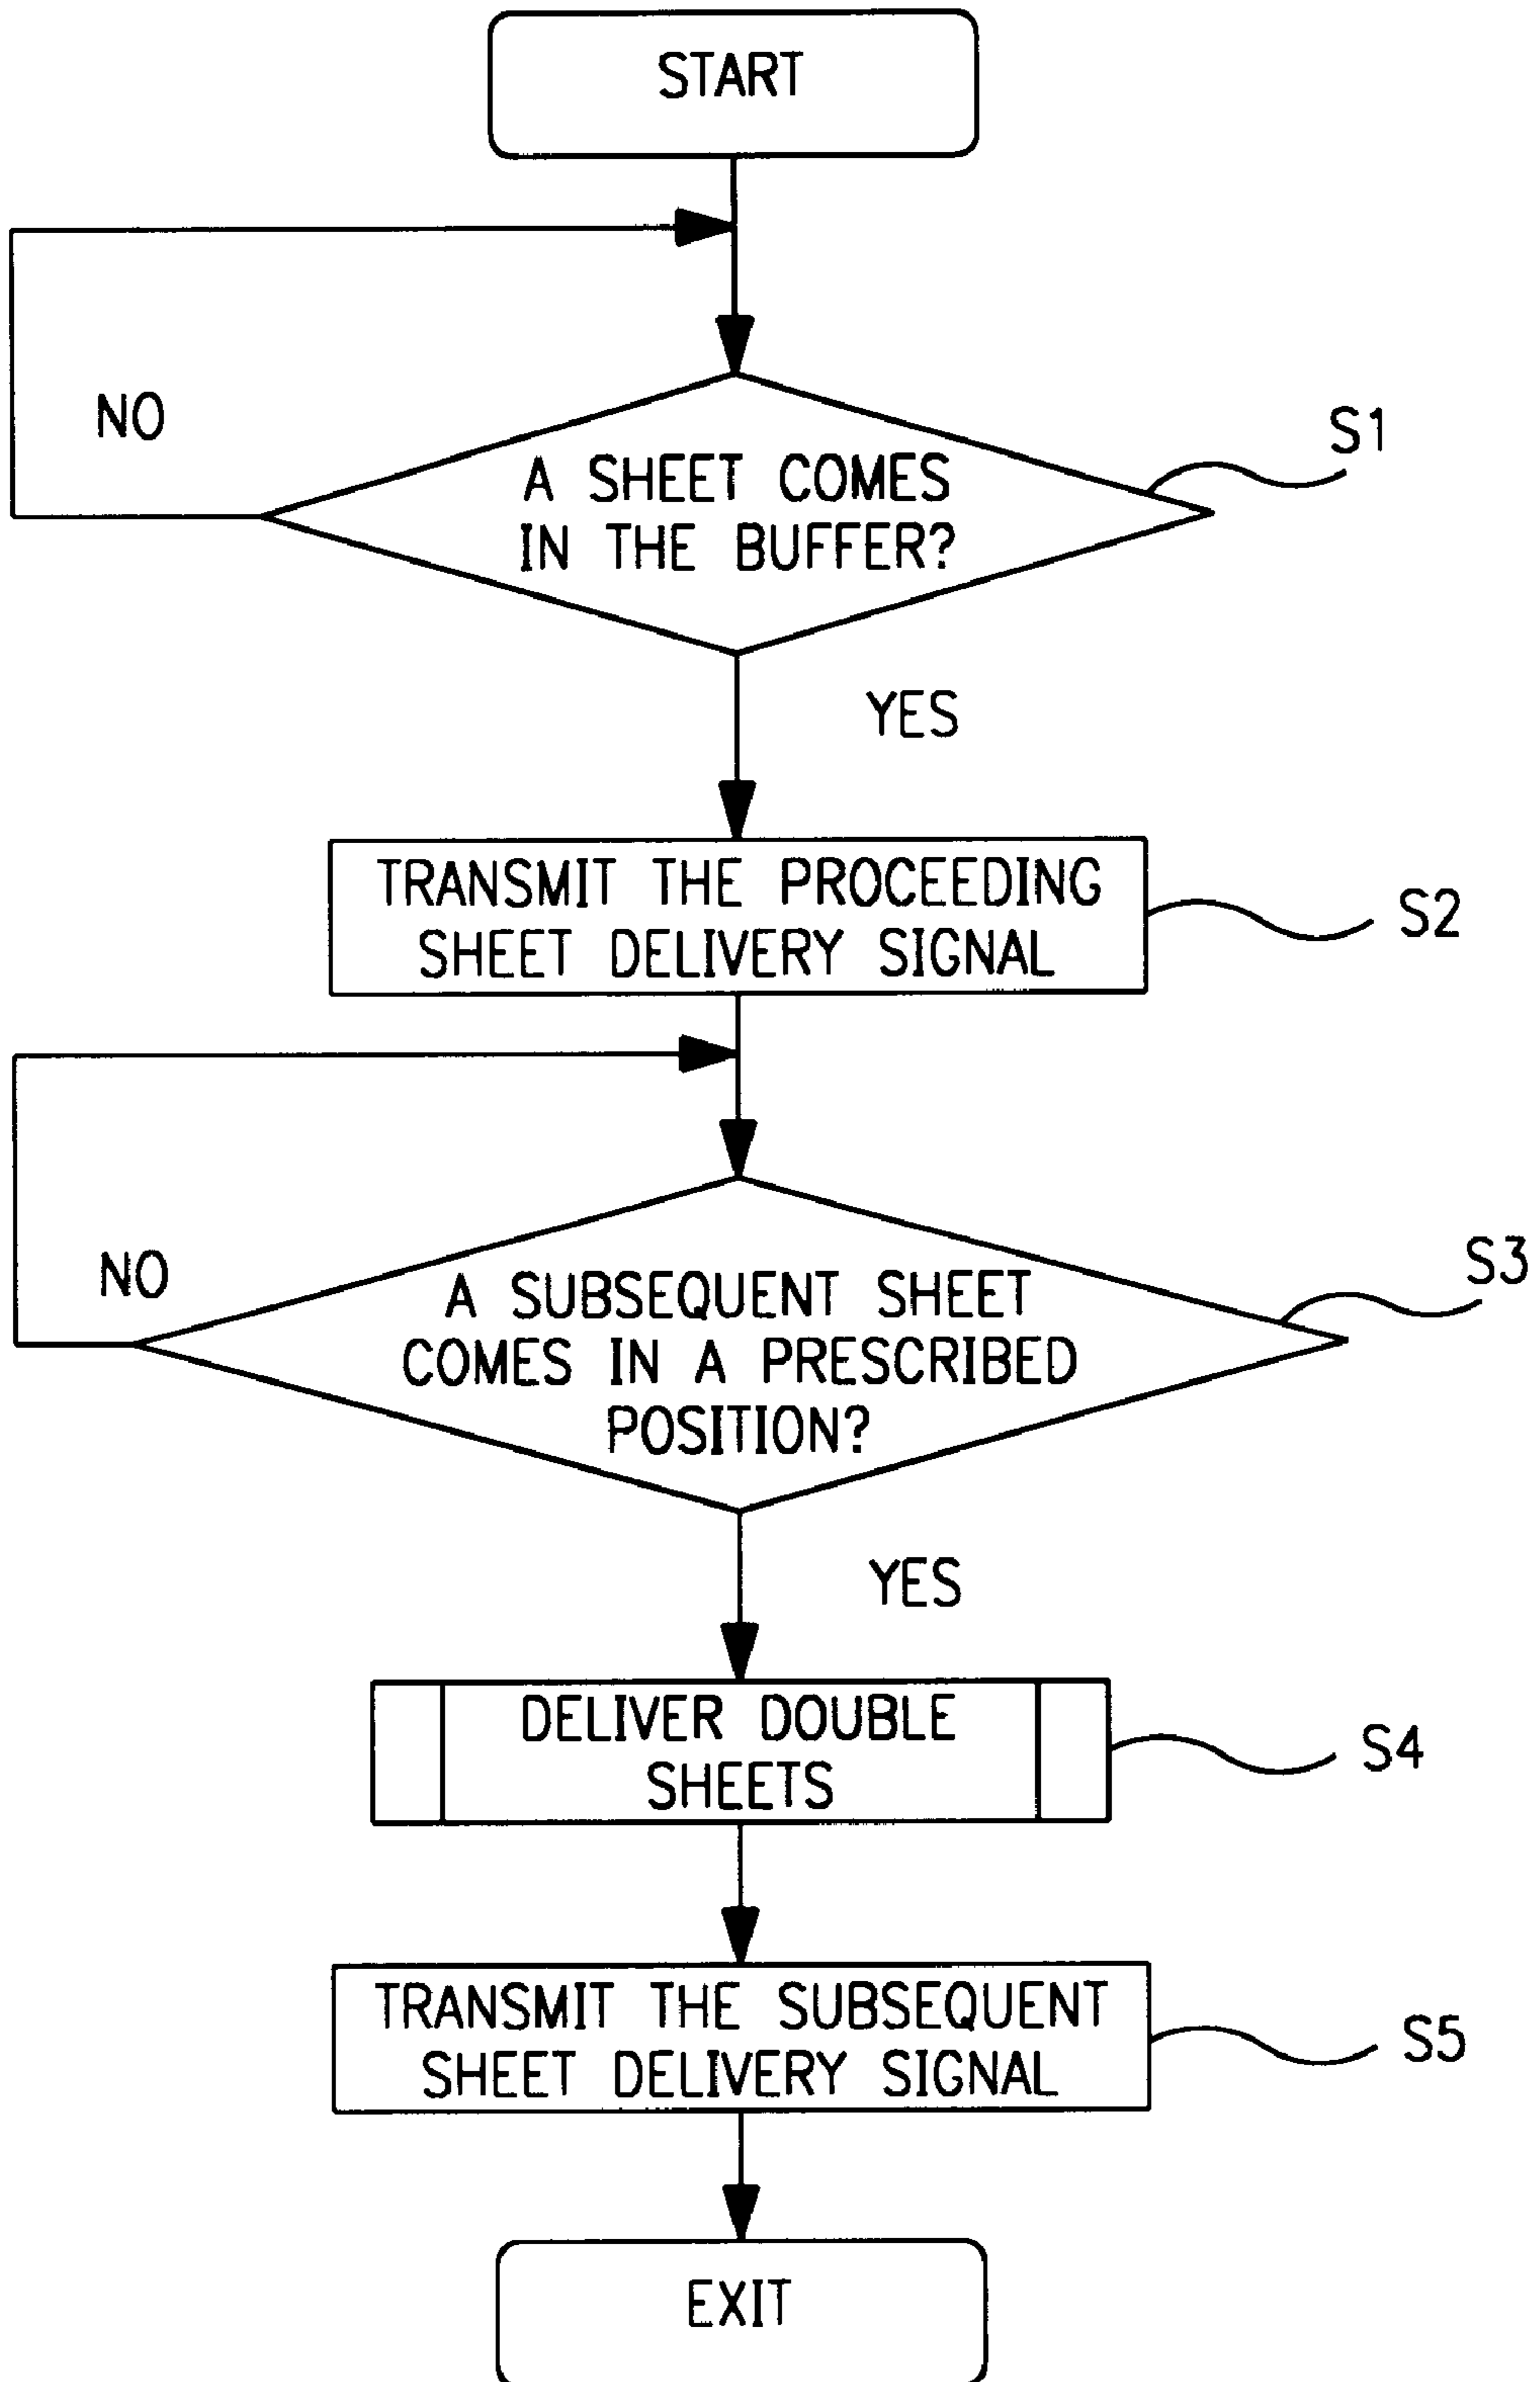 START
NO
S1
A SHEET COMES
IN THE BUFFER?
YES
TRANSMIT THE PROCEEDING
SHEET DELIVERY SIGNAL
S2
NO
S3
A SUBSEQUENT SHEET
COMES IN A PRESCRIBED
POSITION?
YES
DELIVER DOUBLE
SHEETS
S4
TRANSMIT THE SUBSEQUENT
SHEET DELIVERY SIGNAL
S5
EXIT